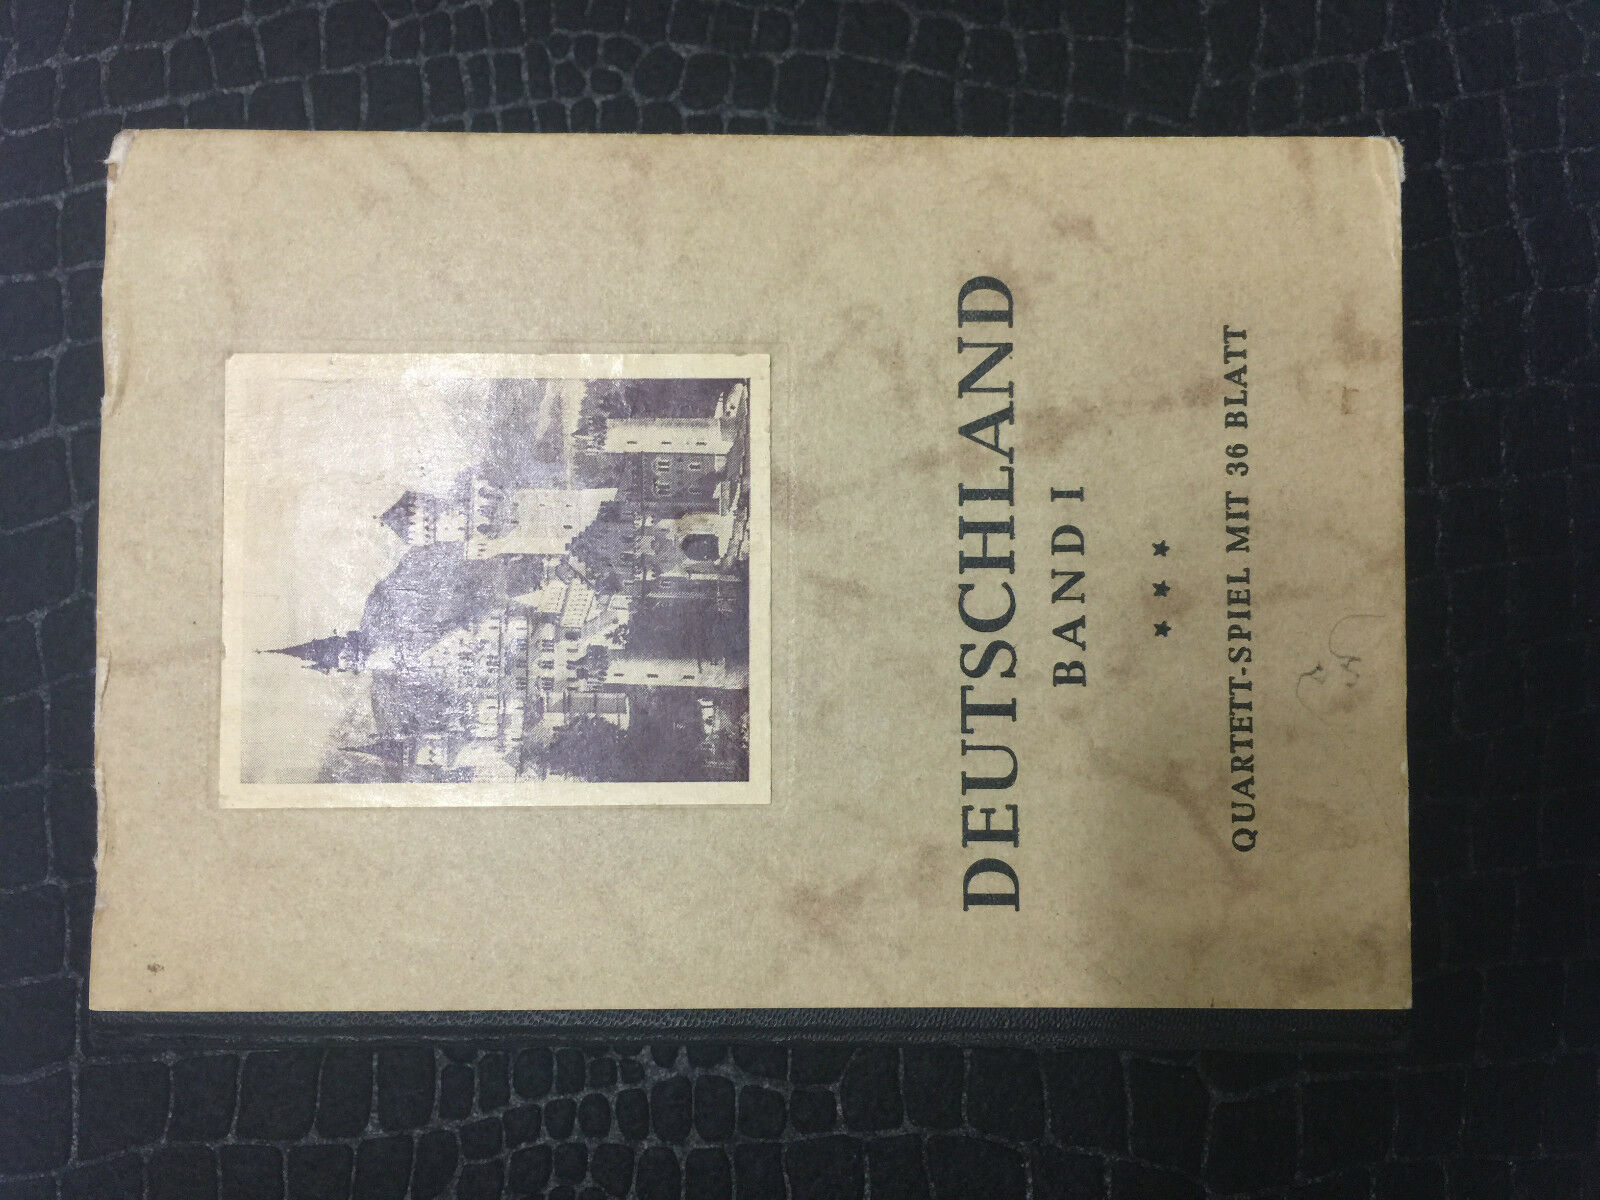 DEUTSCHLAND
BAND I
★ ★ ★
QUARTETT-SPIEL MIT 36 BLATT